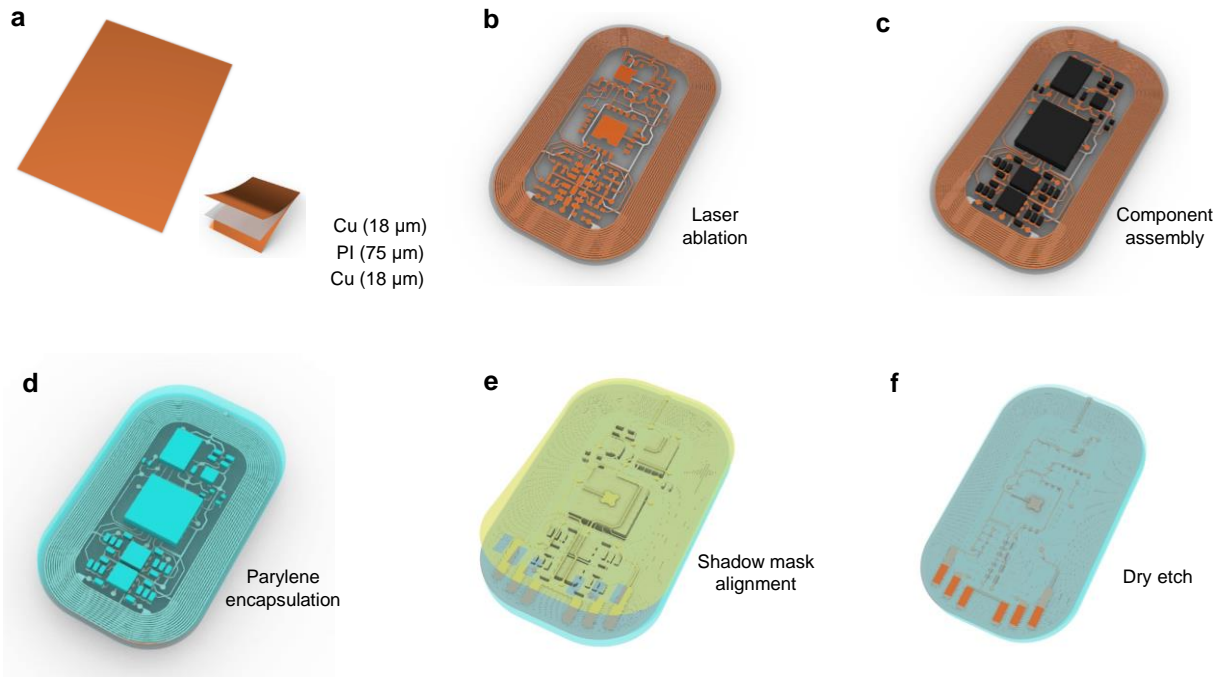 a
Cu (18 µm)
PI (75 µm)
Cu (18 µm)
b
Laser
ablation
c
Component
assembly
d
Parylene
encapsulation
e
Shadow mask
alignment
f
Dry etch